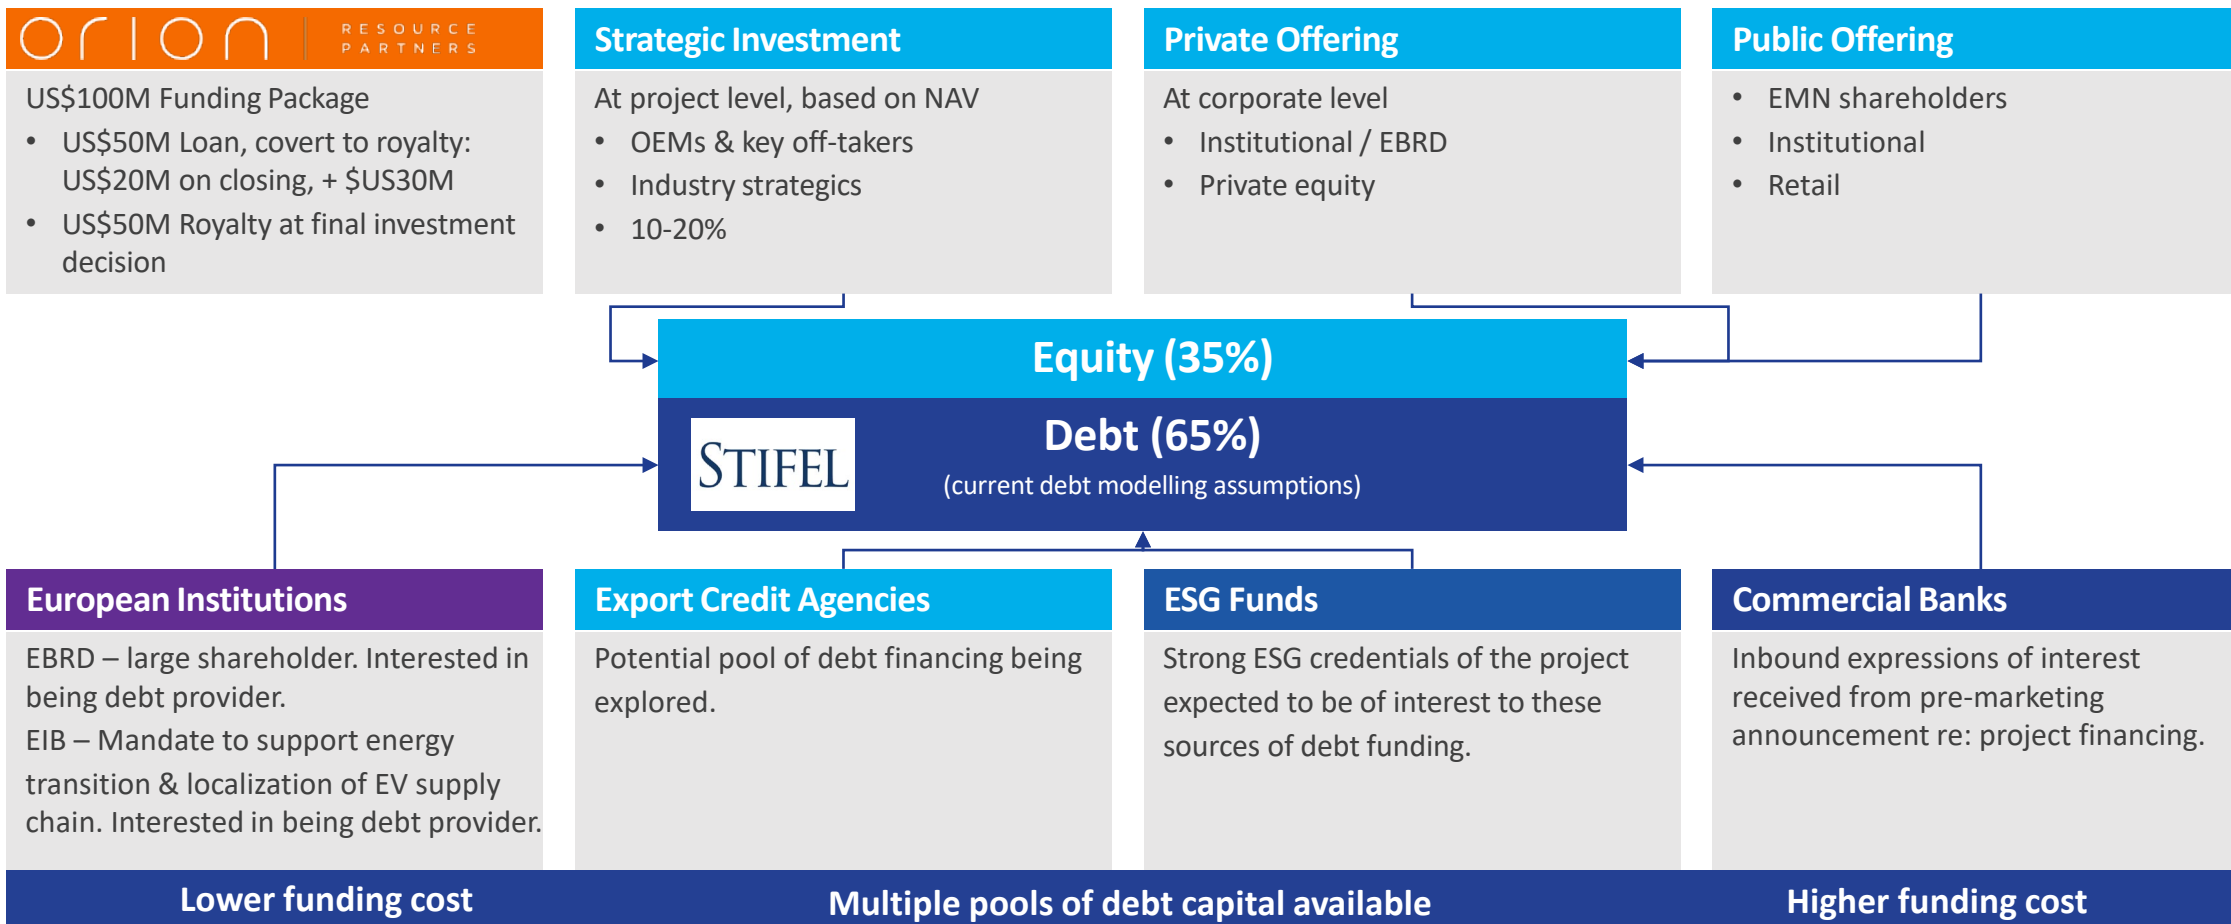 orion RESOURCE
PARTNERS
US$100M Funding Package
• US$50M Loan, covert to royalty:
US$20M on closing, + $US30M
• US$50M Royalty at final investment
decision
Strategic Investment
At project level, based on NAV
• OEMs & key off-takers
• Industry strategics
• 10-20%
Private Offering
At corporate level
• Institutional / EBRD
• Private equity
Public Offering
• EMN shareholders
• Institutional
• Retail
Equity (35%)
STIFEL
Debt (65%)
(current debt modelling assumptions)
European Institutions
EBRD – large shareholder. Interested in
being debt provider.
EIB – Mandate to support energy
transition & localization of EV supply
chain. Interested in being debt provider.
Export Credit Agencies
Potential pool of debt financing being
explored.
ESG Funds
Strong ESG credentials of the project
expected to be of interest to these
sources of debt funding.
Commercial Banks
Inbound expressions of interest
received from pre-marketing
announcement re: project financing.
Lower funding cost
Multiple pools of debt capital available
Higher funding cost